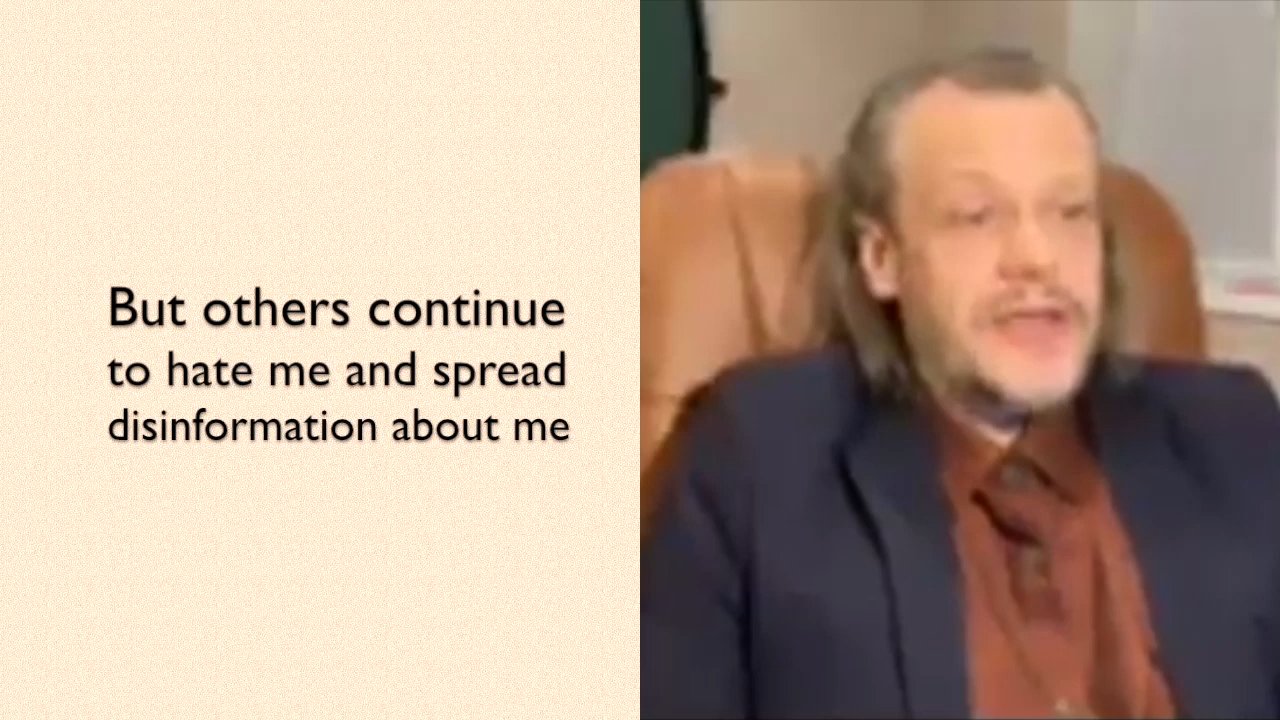 But others continue
to hate me and spread
disinformation about me